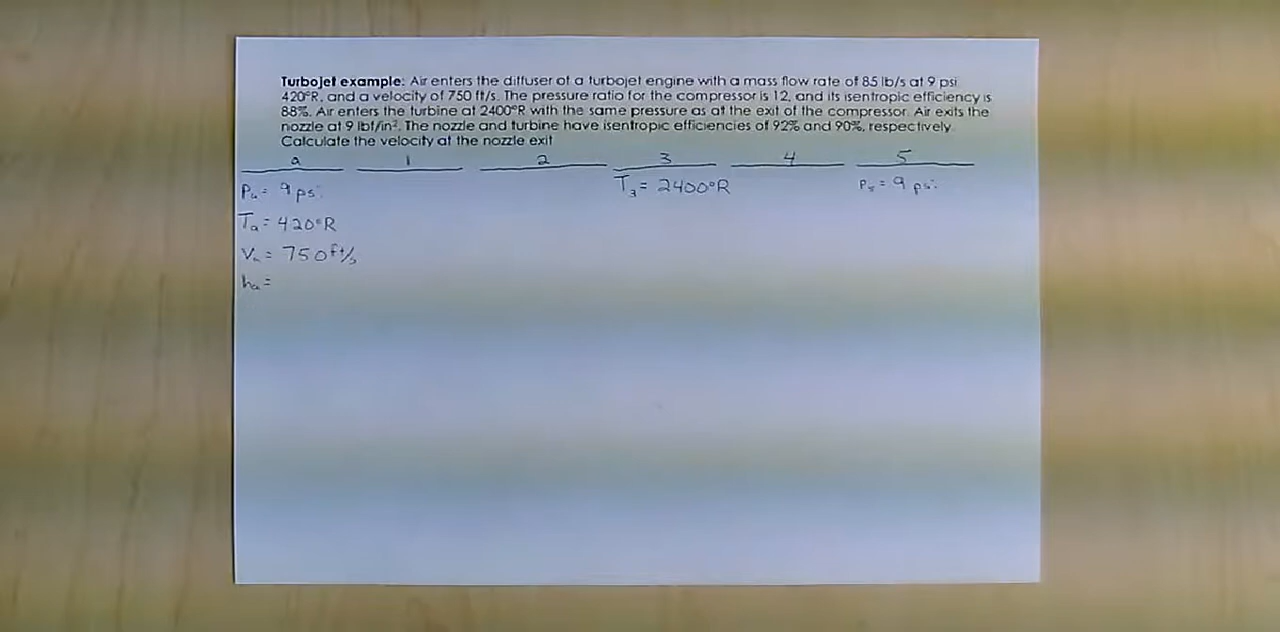 Turbojet example: Air enters the diffuser of a turbojet engine with a mass flow rate of 85 lb/s at 9 psi
420°R, and a velocity of 750 ft/s. The pressure ratio for the compressor is 12, and its isentropic efficiency is
88%. Air enters the turbine at 2400°R with the same pressure as at the exit of the compressor. Air exits the
nozzle at 9 lbf/in². The nozzle and turbine have isentropic efficiencies of 92% and 90%, respectively.
Calculate the velocity at the nozzle exit
a 1 2 3 4 5
Pa = 9 psi T3 = 2400°R P5 = 9 psi
Ta = 420°R
Va = 750 ft/s
ha =